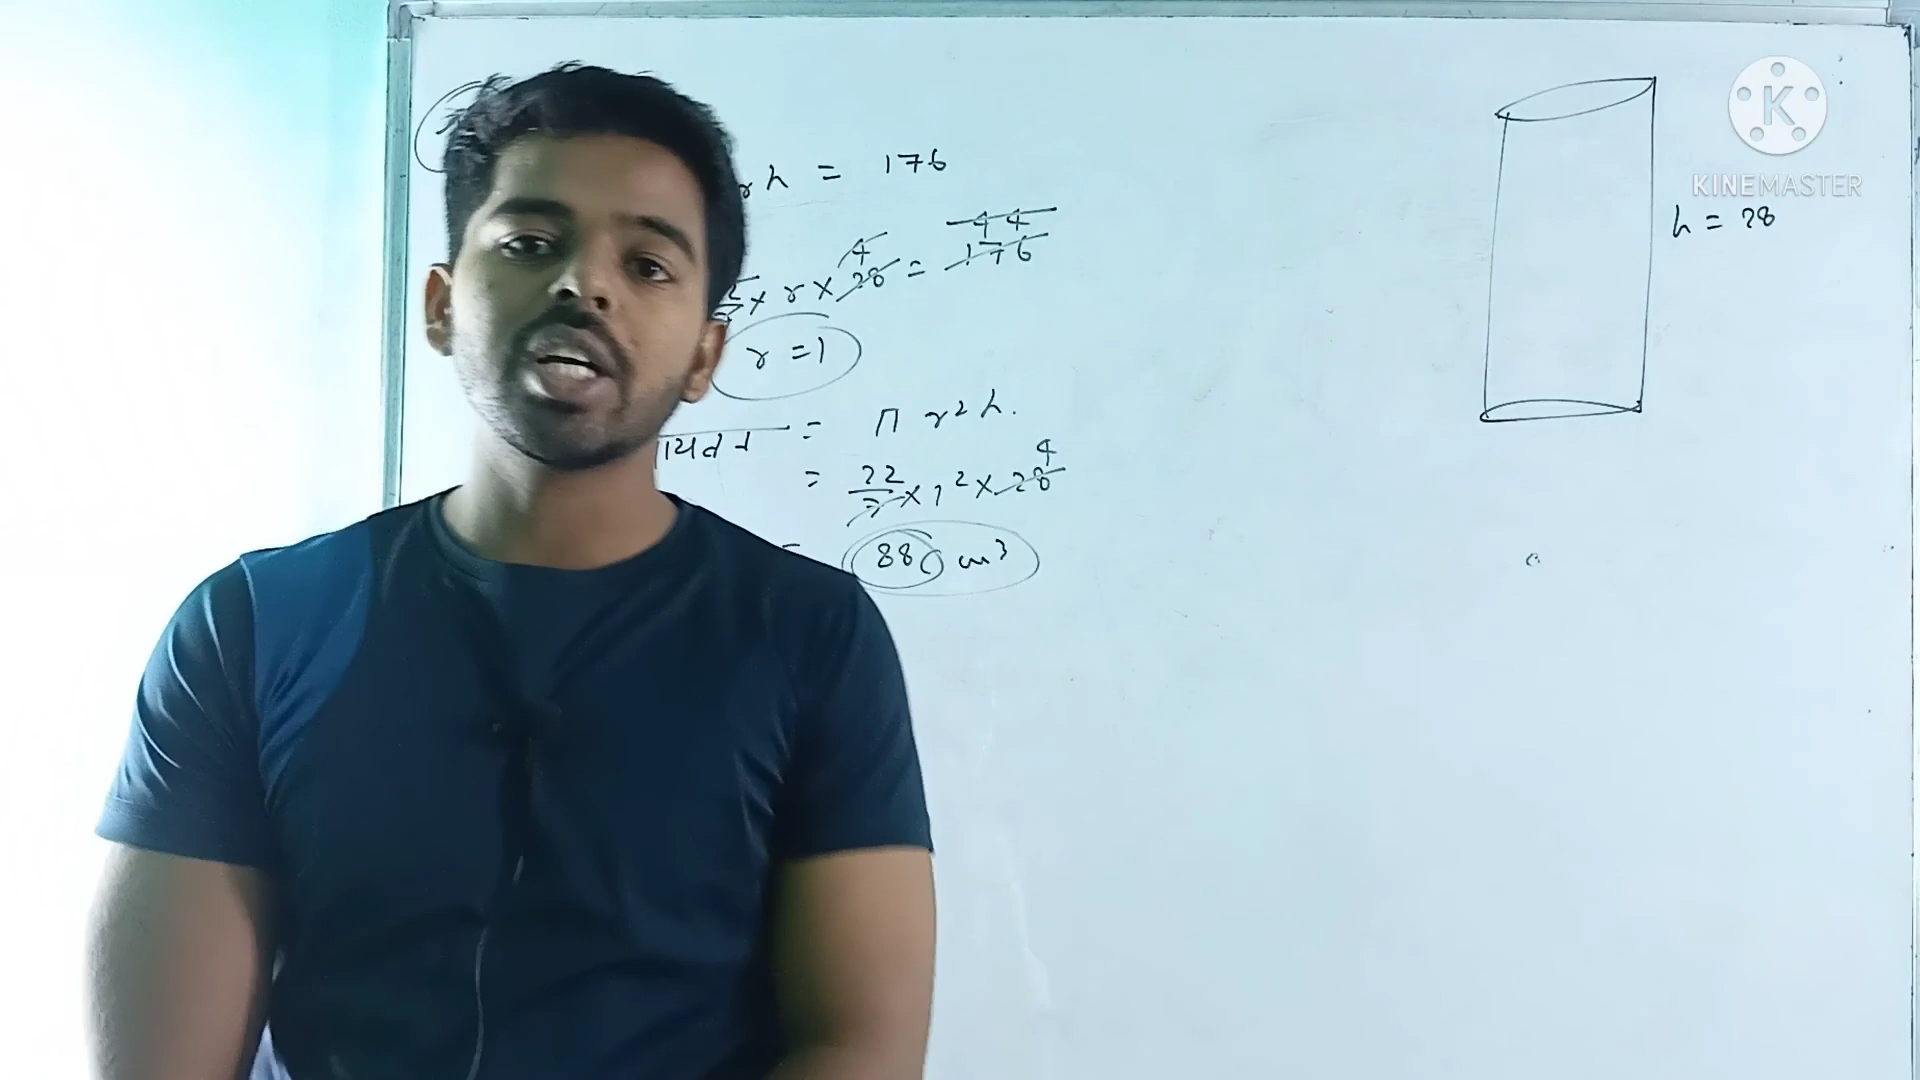 rh = 176
× r × 28 4 = 176 44
r = 1
= π r² h.
= 22/7 × 1² × 28 4
= 88 cm³
h = 28
K
KINEMASTER